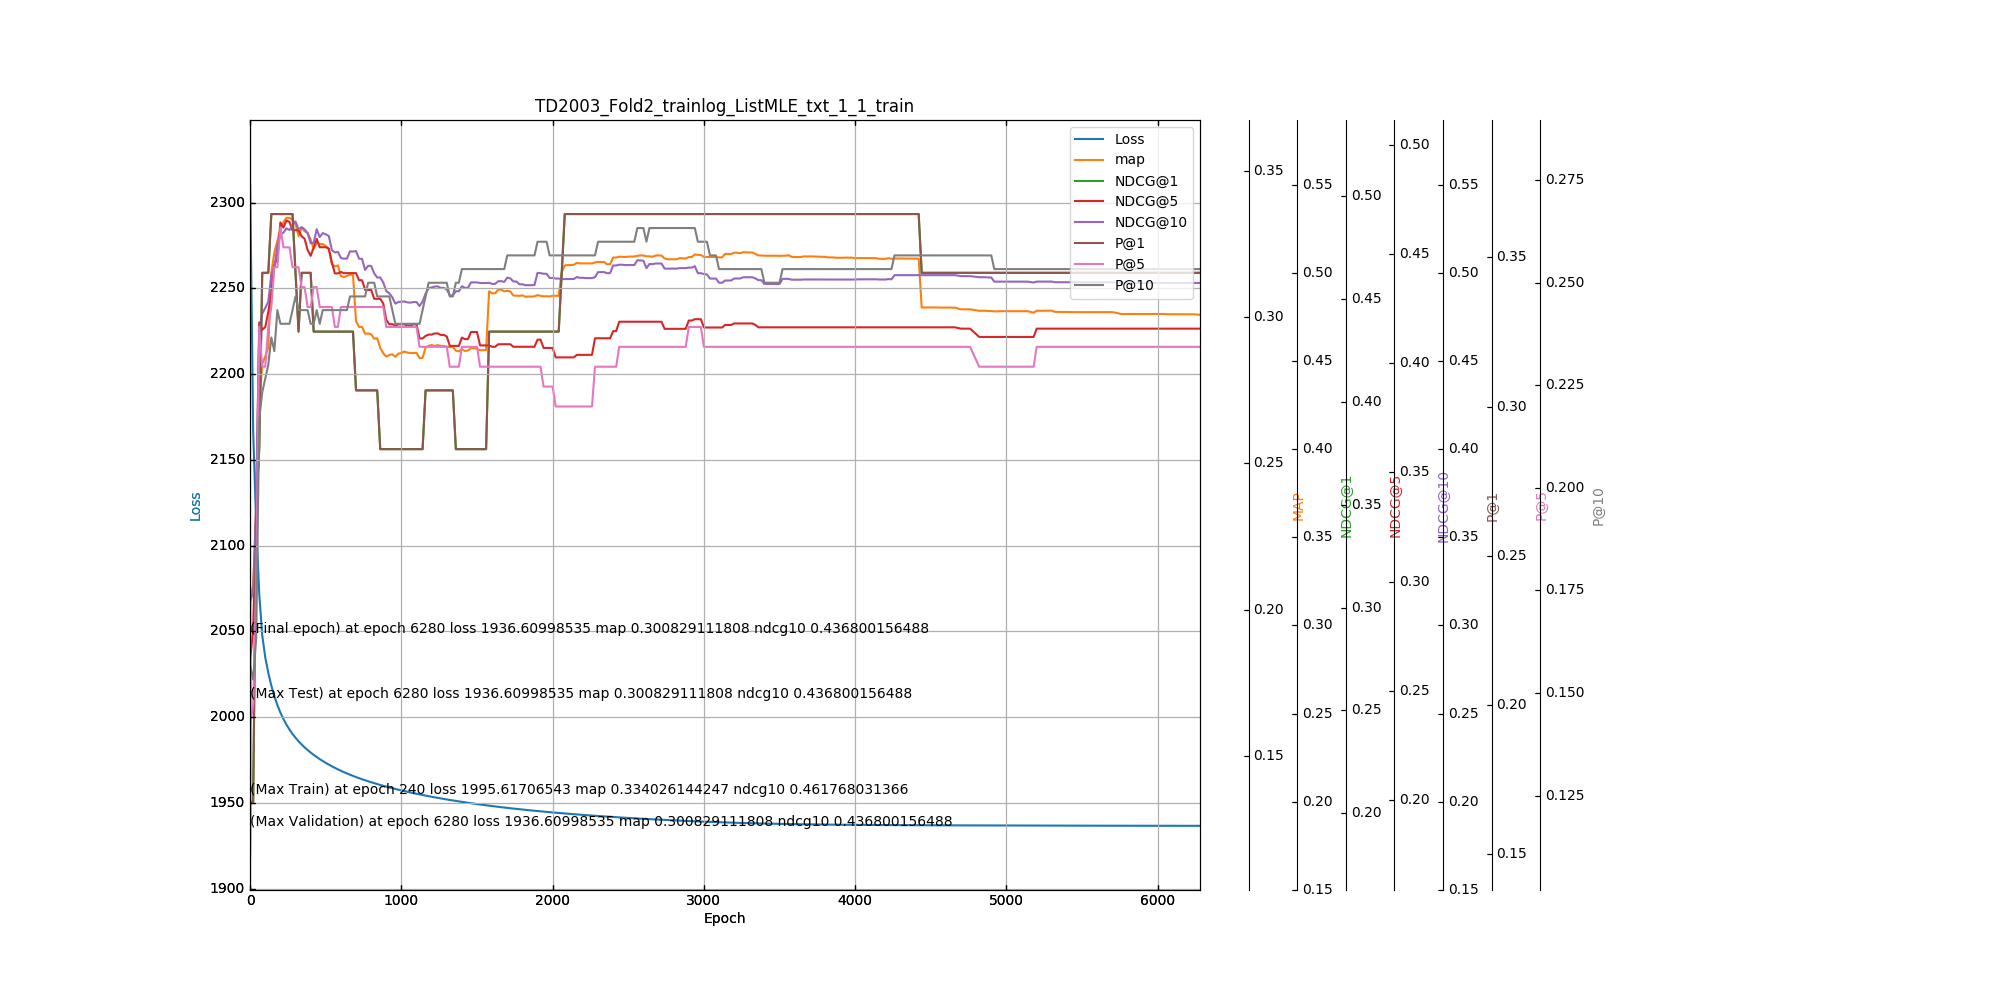 TD2003_Fold2_trainlog_ListMLE_txt_1_1_train
Loss
map
NDCG@1
NDCG@5
NDCG@10
P@1
P@5
P@10
2300
2250
2200
2150
2100
2050
2000
1950
1900
Loss
(Final epoch) at epoch 6280 loss 1936.60998535 map 0.300829111808 ndcg10 0.436800156488
(Max Test) at epoch 6280 loss 1936.60998535 map 0.300829111808 ndcg10 0.436800156488
(Max Train) at epoch 240 loss 1995.61706543 map 0.334026144247 ndcg10 0.461768031366
(Max Validation) at epoch 6280 loss 1936.60998535 map 0.300829111808 ndcg10 0.436800156488
0 1000 2000 3000 4000 5000 6000
Epoch
0.35
0.30
0.25
0.20
0.15
MAP
0.55
0.50
0.45
0.40
0.35
0.30
0.25
0.20
0.15
NDCG@1
0.50
0.45
0.40
0.35
0.30
0.25
0.20
NDCG@5
0.50
0.45
0.40
0.35
0.30
0.25
0.20
NDCG@10
0.55
0.50
0.45
0.40
0.35
0.30
0.25
0.20
0.15
P@1
0.35
0.30
0.25
0.20
0.15
P@5
0.275
0.250
0.225
0.200
0.175
0.150
0.125
P@10